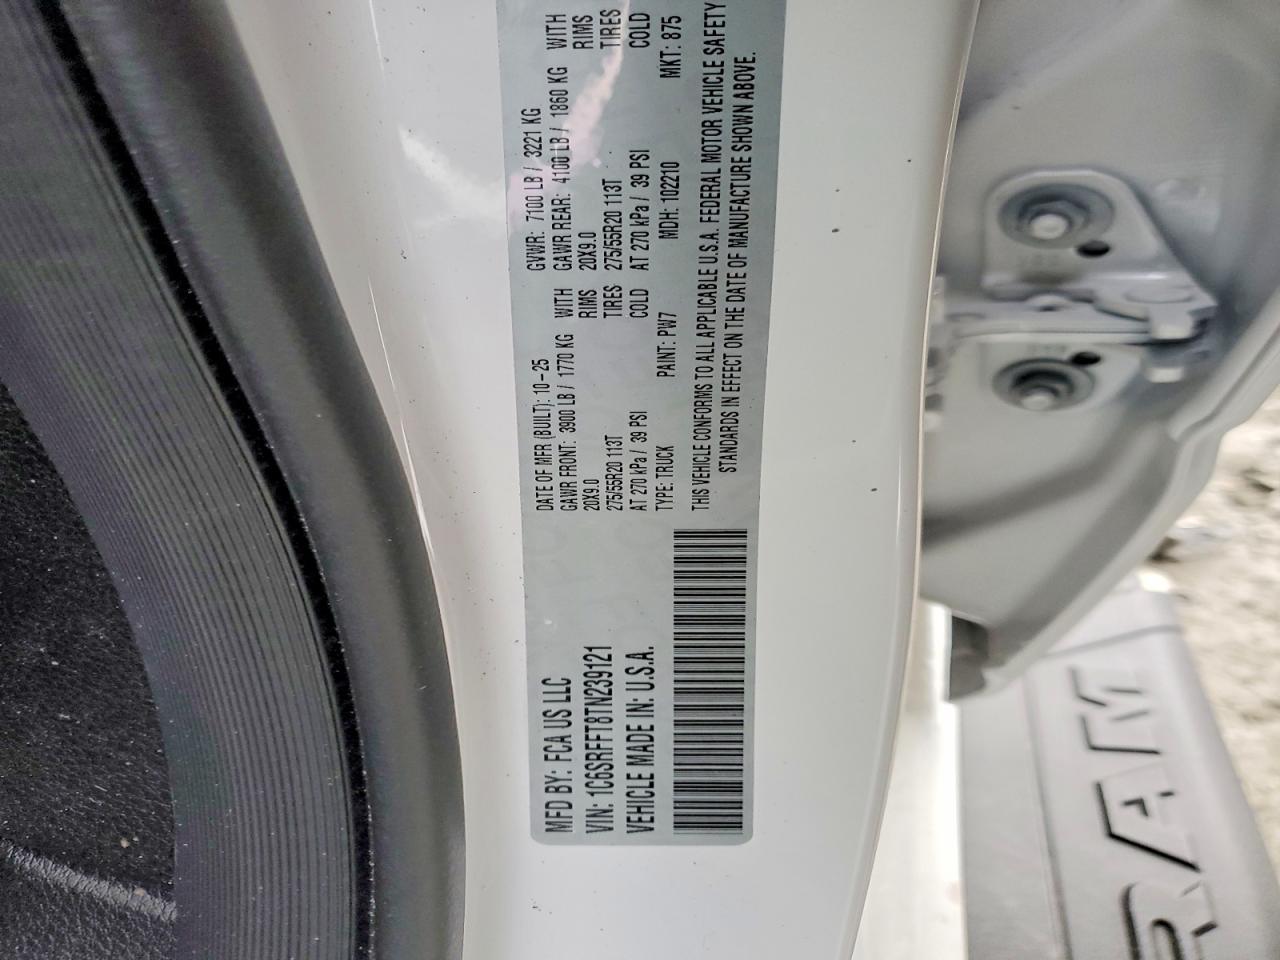 MFD BY: FCA US LLC
VIN: 1C6SRFFT8TN239121
VEHICLE MADE IN: U.S.A.
DATE OF MFR (BUILT): 10-25 GVWR: 7100 LB / 3221 KG
GAWR FRONT: 3900 LB / 1770 KG WITH GAWR REAR: 4100 LB / 1860 KG WITH
20X9.0 RIMS 20X9.0 RIMS
275/55R20 113T TIRES 275/55R20 113T TIRES
AT 270 kPa / 39 PSI COLD AT 270 kPa / 39 PSI COLD
TYPE: TRUCK PAINT: PW7 MDH: 102210 MKT: 875
THIS VEHICLE CONFORMS TO ALL APPLICABLE U.S.A. FEDERAL MOTOR VEHICLE SAFETY
STANDARDS IN EFFECT ON THE DATE OF MANUFACTURE SHOWN ABOVE.
RAM